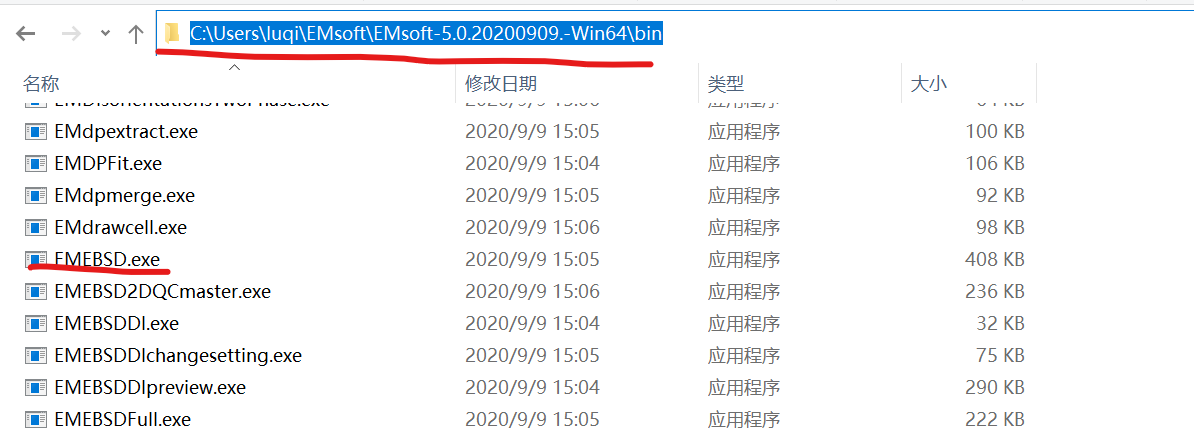 C:\Users\luqi\EMsoft\EMsoft-5.0.20200909.-Win64\bin
名称 修改日期 类型 大小
EMdpextract.exe 2020/9/9 15:05 应用程序 100 KB
EMDPFit.exe 2020/9/9 15:04 应用程序 106 KB
EMdpmerge.exe 2020/9/9 15:05 应用程序 92 KB
EMdrawcell.exe 2020/9/9 15:06 应用程序 98 KB
EMEBSD.exe 2020/9/9 15:05 应用程序 408 KB
EMEBSD2DQCmaster.exe 2020/9/9 15:06 应用程序 236 KB
EMEBSDDI.exe 2020/9/9 15:04 应用程序 32 KB
EMEBSDDIchangesetting.exe 2020/9/9 15:05 应用程序 75 KB
EMEBSDDIpreview.exe 2020/9/9 15:04 应用程序 290 KB
EMEBSDFull.exe 2020/9/9 15:05 应用程序 222 KB